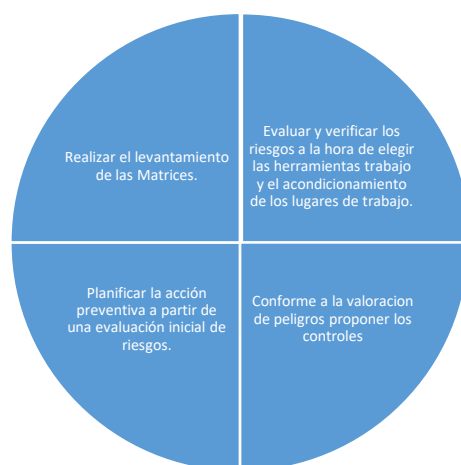 Realizar el levantamiento
de las Matrices.
Evaluar y verificar los
riesgos a la hora de elegir
las herramientas trabajo
y el acondicionamiento
de los lugares de trabajo.
Planificar la acción
preventiva a partir de
una evaluación inicial de
riesgos.
Conforme a la valoracion
de peligros proponer los
controles